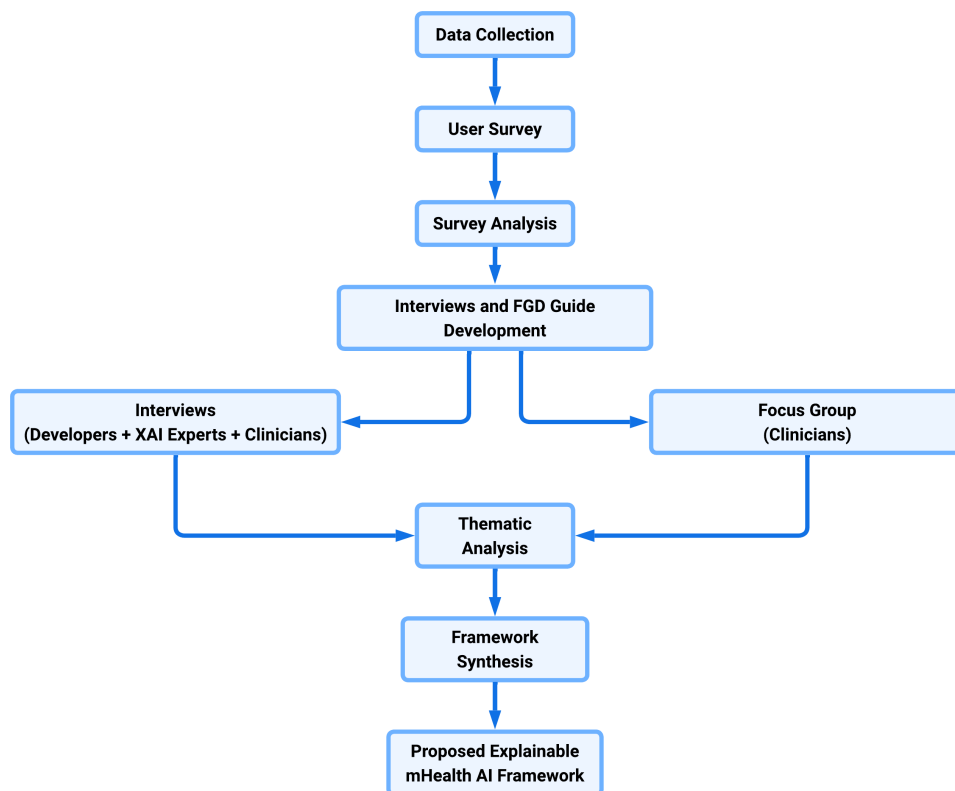 Data Collection
User Survey
Survey Analysis
Interviews and FGD Guide
Development
Interviews
(Developers + XAI Experts + Clinicians)
Focus Group
(Clinicians)
Thematic
Analysis
Framework
Synthesis
Proposed Explainable
mHealth AI Framework